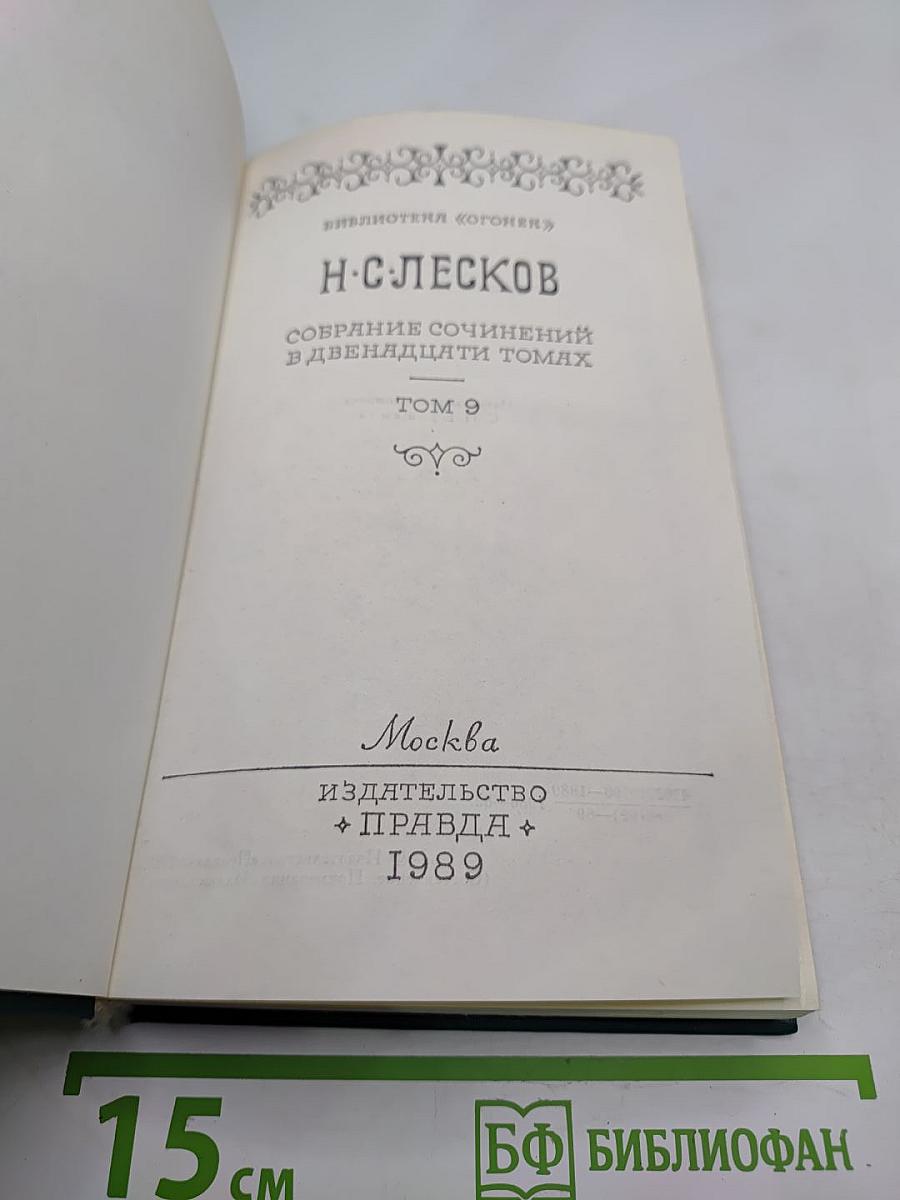 БИБЛИОТЕКА «ОГОНЕК»
Н·С·ЛЕСКОВ
СОБРАНИЕ СОЧИНЕНИЙ
В ДВЕНАДЦАТИ ТОМАХ
ТОМ 9
Москва
ИЗДАТЕЛЬСТВО
ПРАВДА
1989
15 см
БФ БИБЛИОФАН